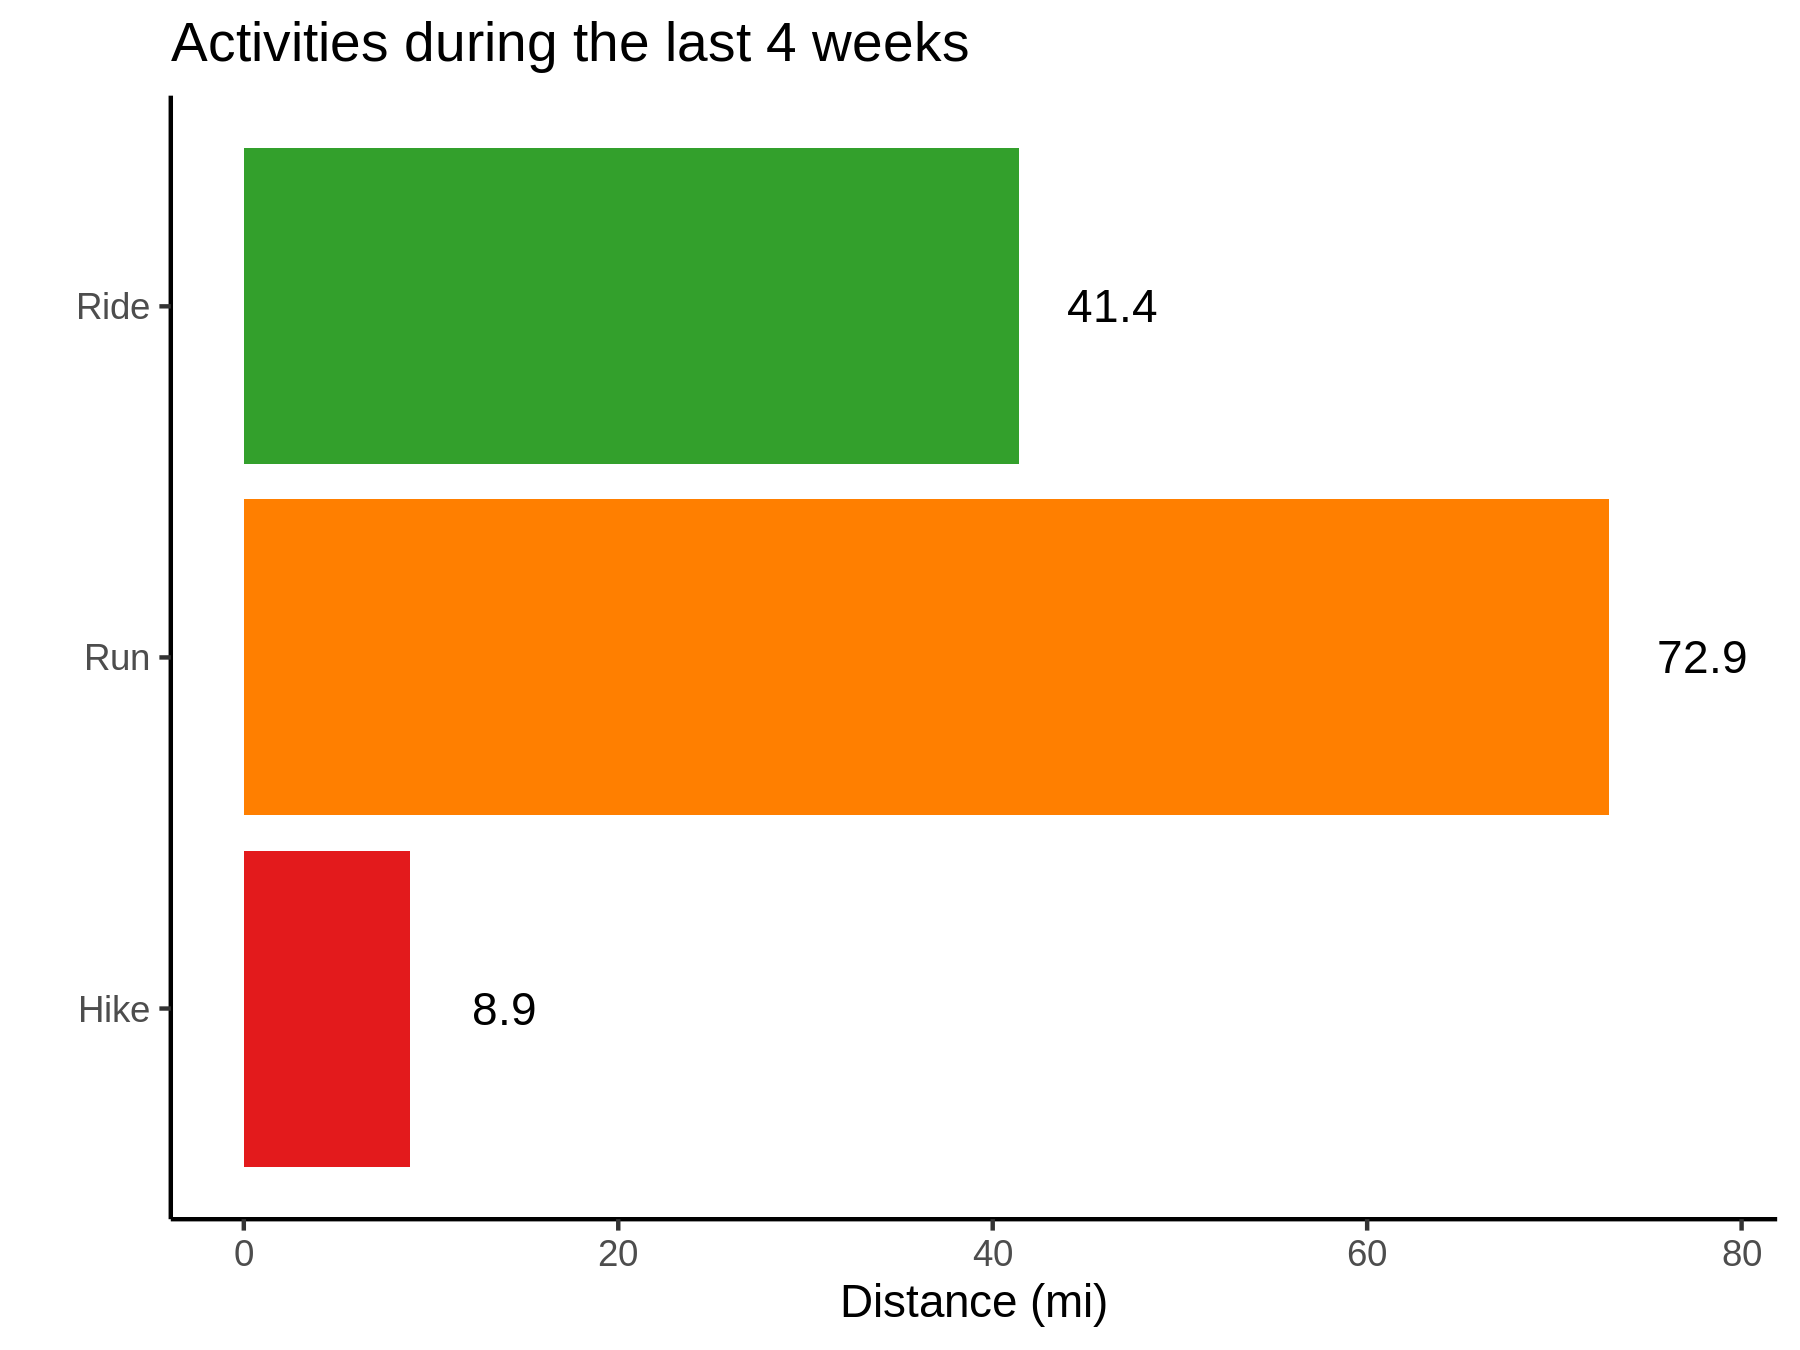 Activities during the last 4 weeks
Ride
41.4
Run
72.9
Hike
8.9
0 20 40 60 80
Distance (mi)